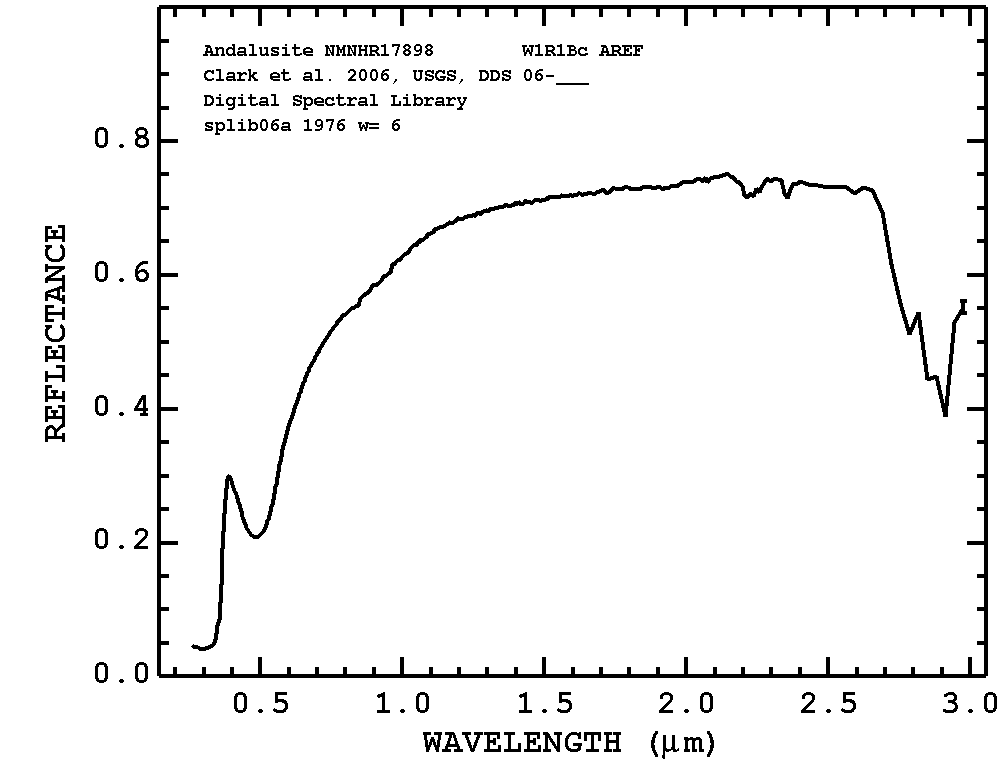 Andalusite NMNHR17898 W1R1Bc AREF
Clark et al. 2006, USGS, DDS 06-___
Digital Spectral Library
splib06a 1976 w= 6
0.8
0.6
0.4
0.2
0.0
REFLECTANCE
0.5 1.0 1.5 2.0 2.5 3.0
WAVELENGTH (μm)